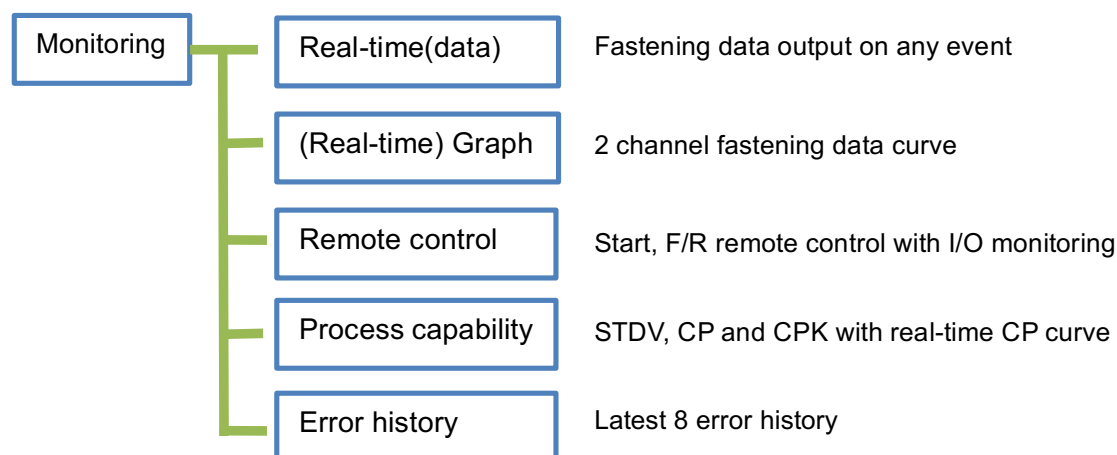 Monitoring
Real-time(data)
Fastening data output on any event
(Real-time) Graph
2 channel fastening data curve
Remote control
Start, F/R remote control with I/O monitoring
Process capability
STDV, CP and CPK with real-time CP curve
Error history
Latest 8 error history